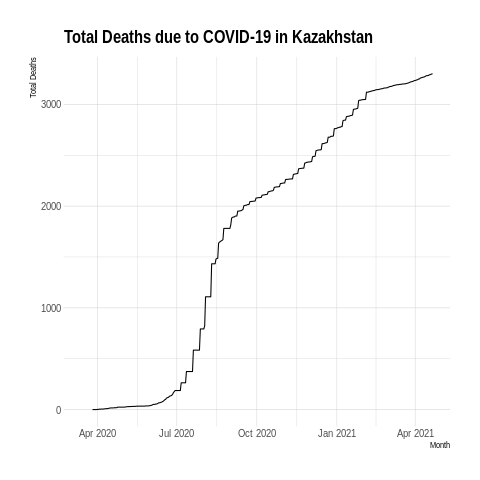 Total Deaths due to COVID-19 in Kazakhstan
Total Deaths
3000
2000
1000
0
Apr 2020 Jul 2020 Oct 2020 Jan 2021 Apr 2021
Month